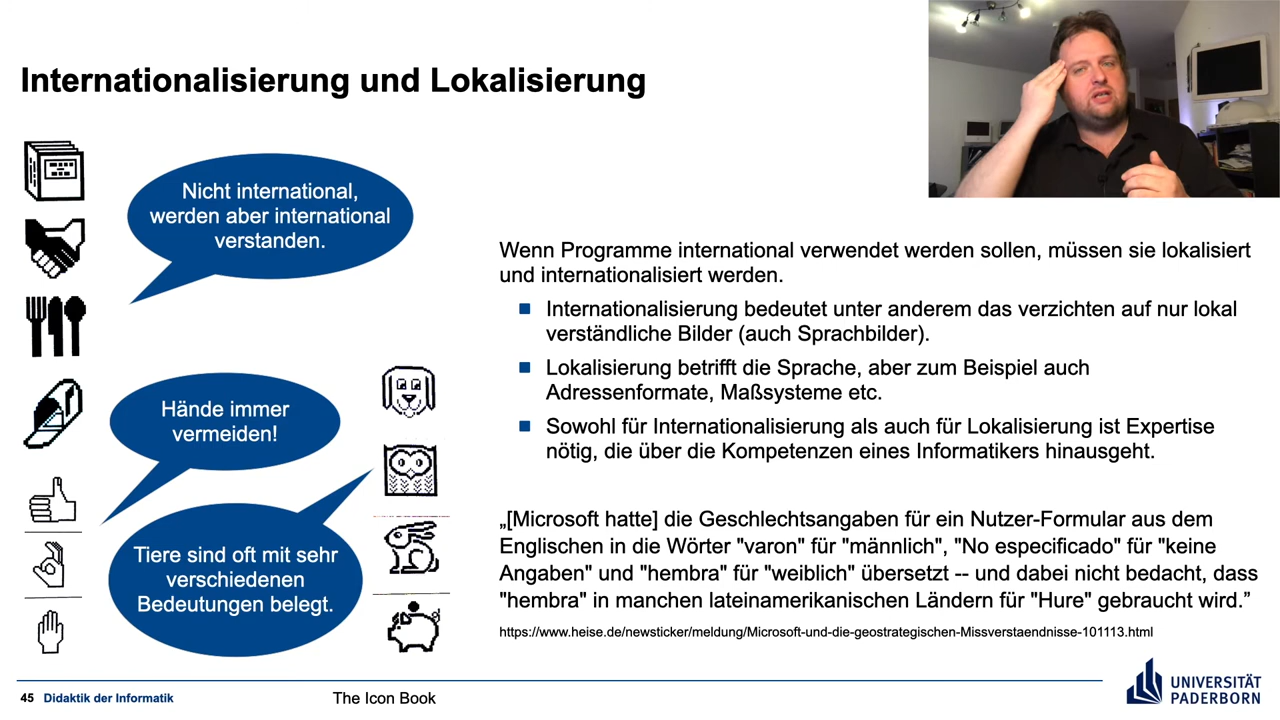 Internationalisierung und Lokalisierung
Nicht international,
werden aber international
verstanden.
Hände immer
vermeiden!
Tiere sind oft mit sehr
verschiedenen
Bedeutungen belegt.
Wenn Programme international verwendet werden sollen, müssen sie lokalisiert
und internationalisiert werden.
Internationalisierung bedeutet unter anderem das verzichten auf nur lokal
verständliche Bilder (auch Sprachbilder).
Lokalisierung betrifft die Sprache, aber zum Beispiel auch
Adressenformate, Maßsysteme etc.
Sowohl für Internationalisierung als auch für Lokalisierung ist Expertise
nötig, die über die Kompetenzen eines Informatikers hinausgeht.
„[Microsoft hatte] die Geschlechtsangaben für ein Nutzer-Formular aus dem
Englischen in die Wörter "varon" für "männlich", "No especificado" für "keine
Angaben" und "hembra" für "weiblich" übersetzt -- und dabei nicht bedacht, dass
"hembra" in manchen lateinamerikanischen Ländern für "Hure" gebraucht wird.”
https://www.heise.de/newsticker/meldung/Microsoft-und-die-geostrategischen-Missverstaendnisse-101113.html
45 Didaktik der Informatik
The Icon Book
UNIVERSITÄT
PADERBORN